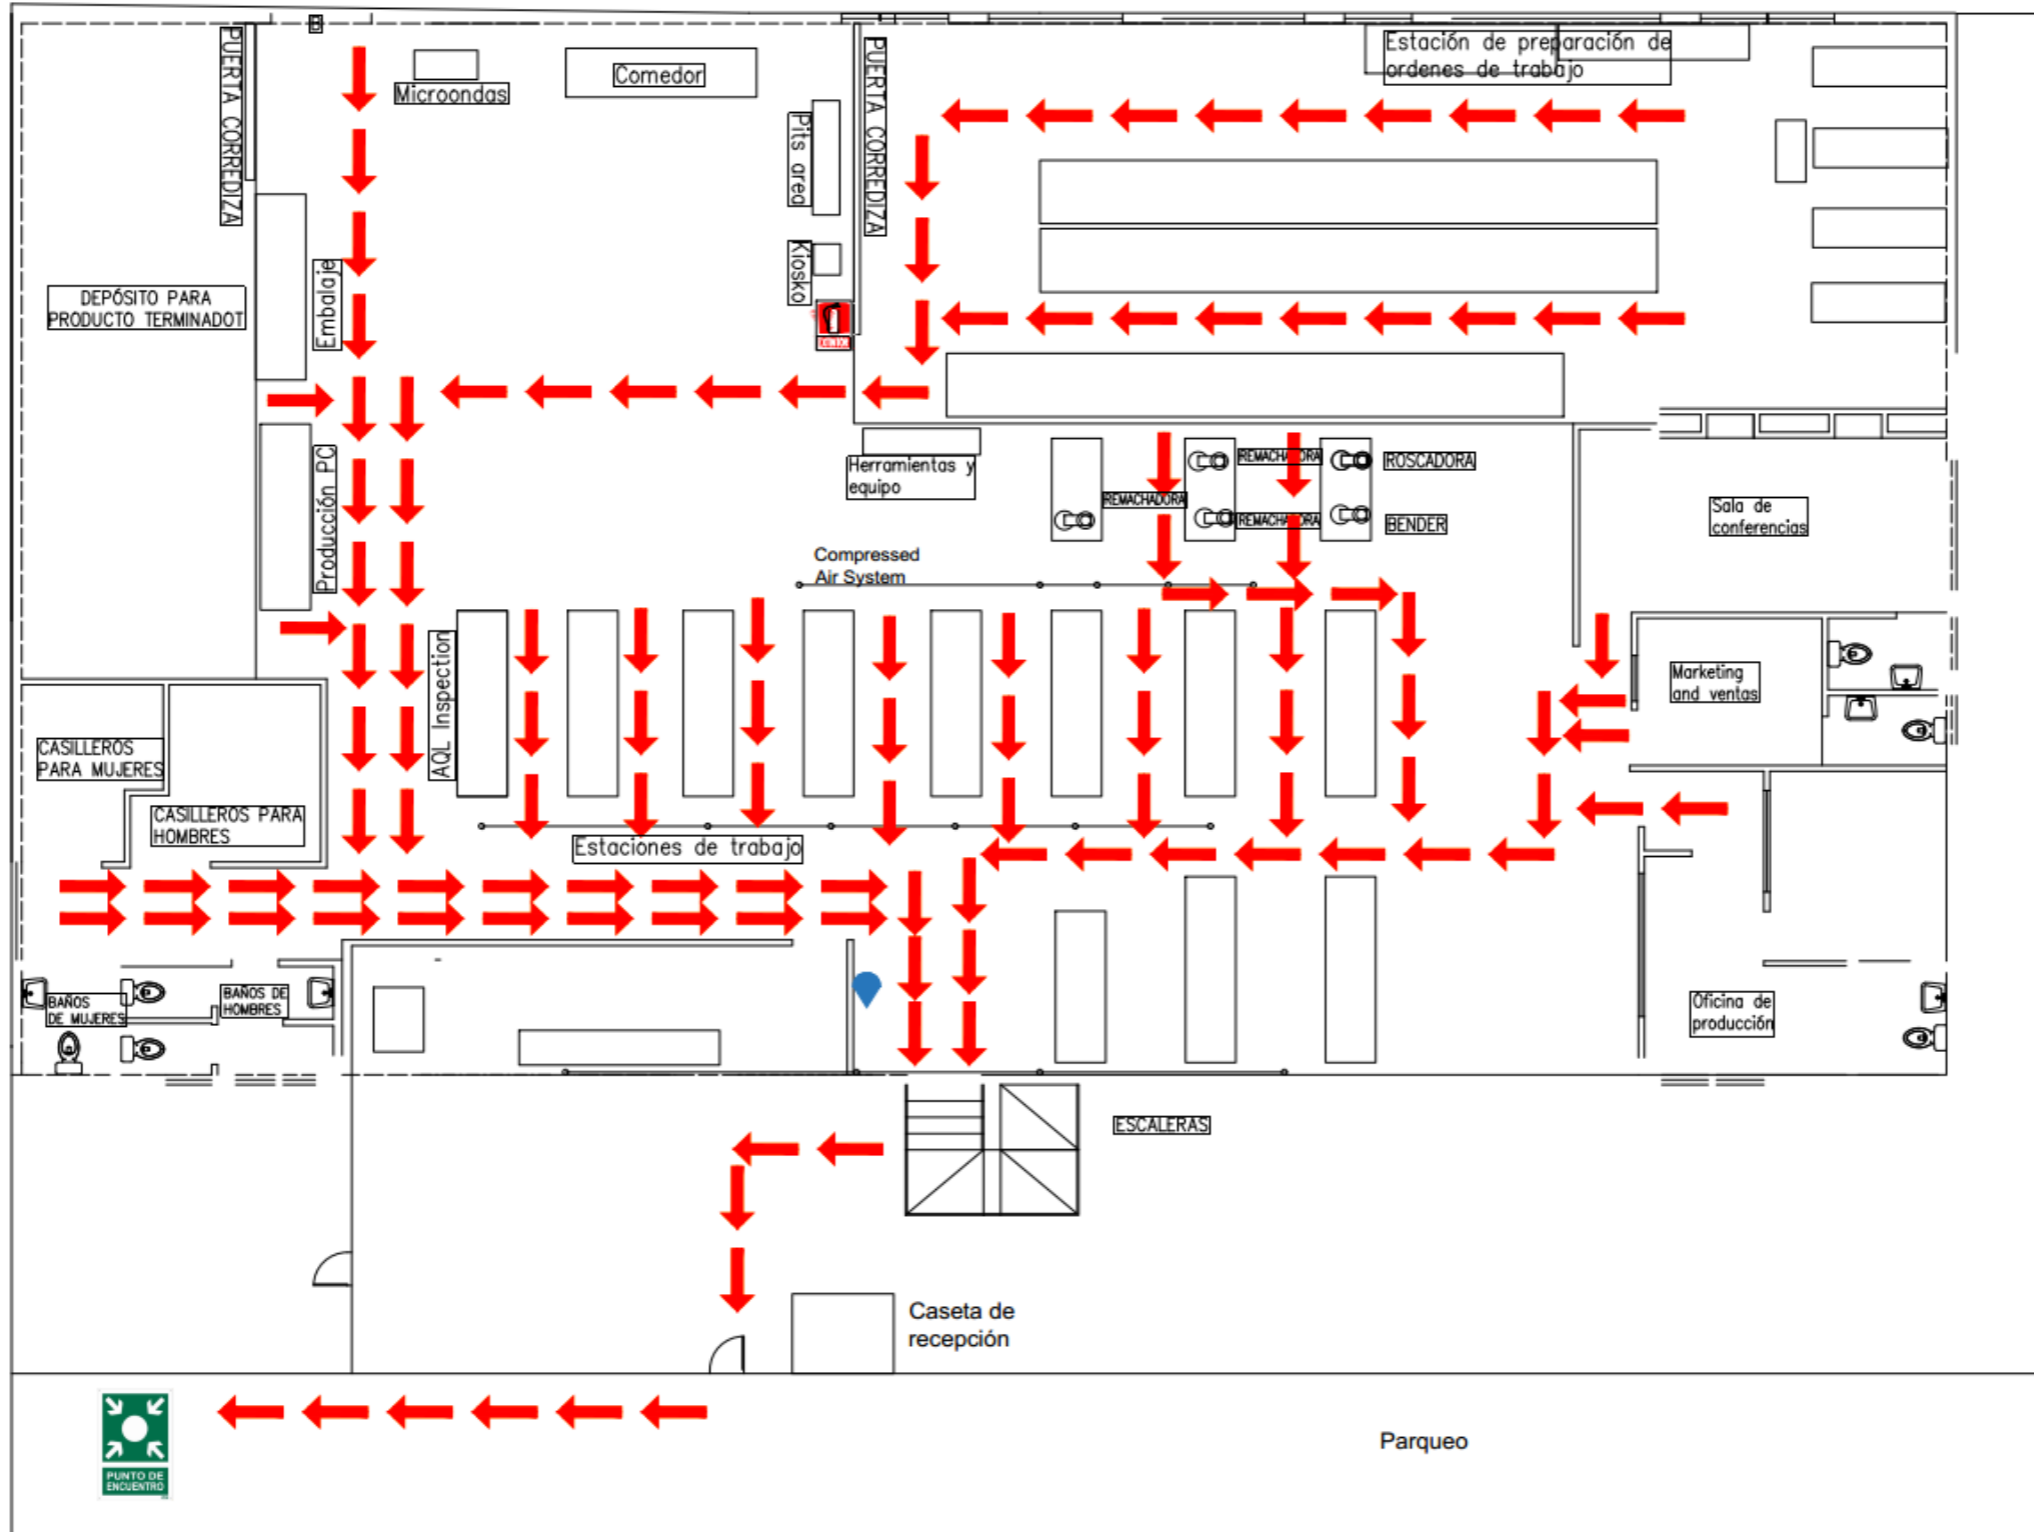 PUERTA CORREDIZA
Microondas
Comedor
Pits area
PUERTA CORREDIZA
Estación de preparación de
ordenes de trabajo
Kiosko
Embalaje
DEPÓSITO PARA
PRODUCTO TERMINADOT
Producción PC
Herramientas y
equipo
REMACHADORA
REMACHADORA
REMACHADORA
ROSCADORA
BENDER
Sala de
conferencias
Compressed
Air System
AQL Inspection
Marketing
and ventas
CASILLEROS
PARA MUJERES
CASILLEROS PARA
HOMBRES
Estaciones de trabajo
BAÑOS
DE MUJERES
BAÑOS DE
HOMBRES
Oficina de
producción
ESCALERAS
Caseta de
recepción
PUNTO DE
ENCUENTRO
Parqueo